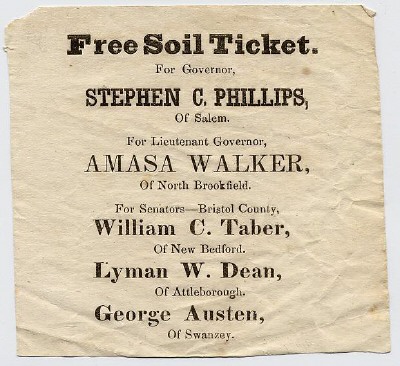 Free Soil Ticket.
For Governor,
STEPHEN C. PHILLIPS,
Of Salem.
For Lieutenant Governor,
AMASA WALKER,
Of North Brookfield.
For Senators—Bristol County,
William C. Taber,
Of New Bedford.
Lyman W. Dean,
Of Attleborough.
George Austen,
Of Swanzey.